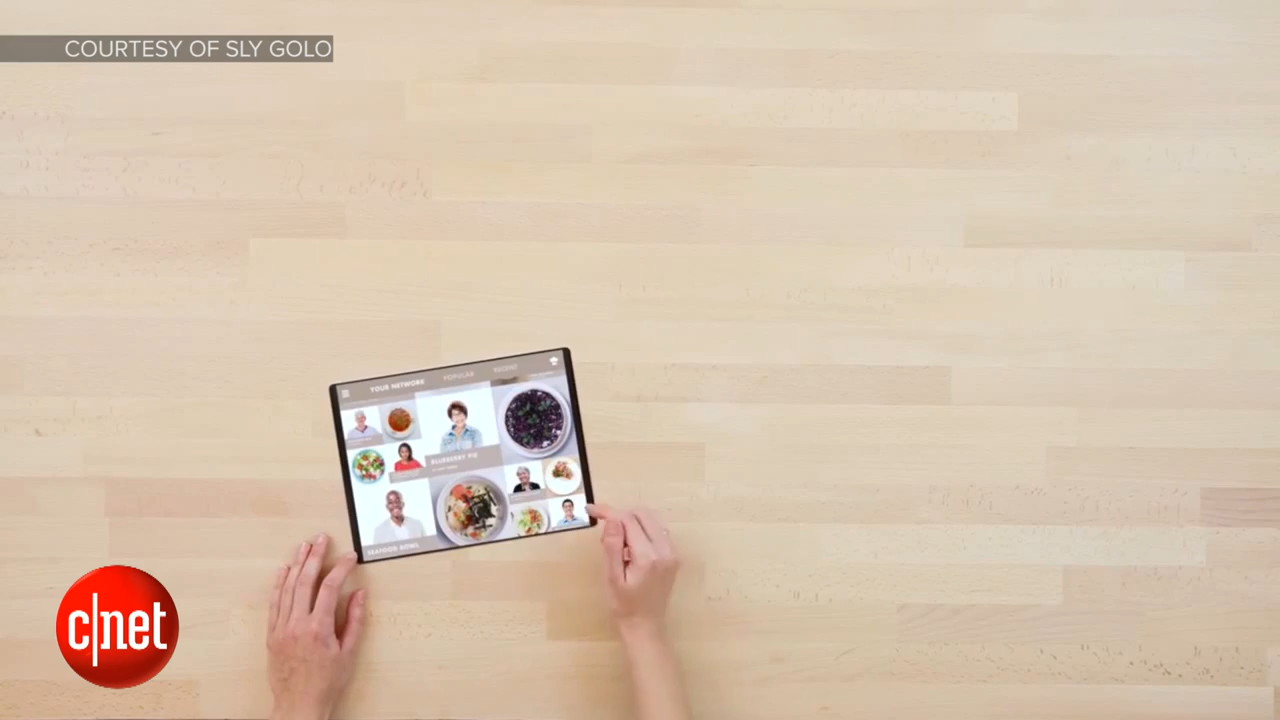 COURTESY OF SLY GOLO
YOUR NETWORK
POPULAR
RECENT
BLUEBERRY PIE
SEAFOOD BOWL
c|net